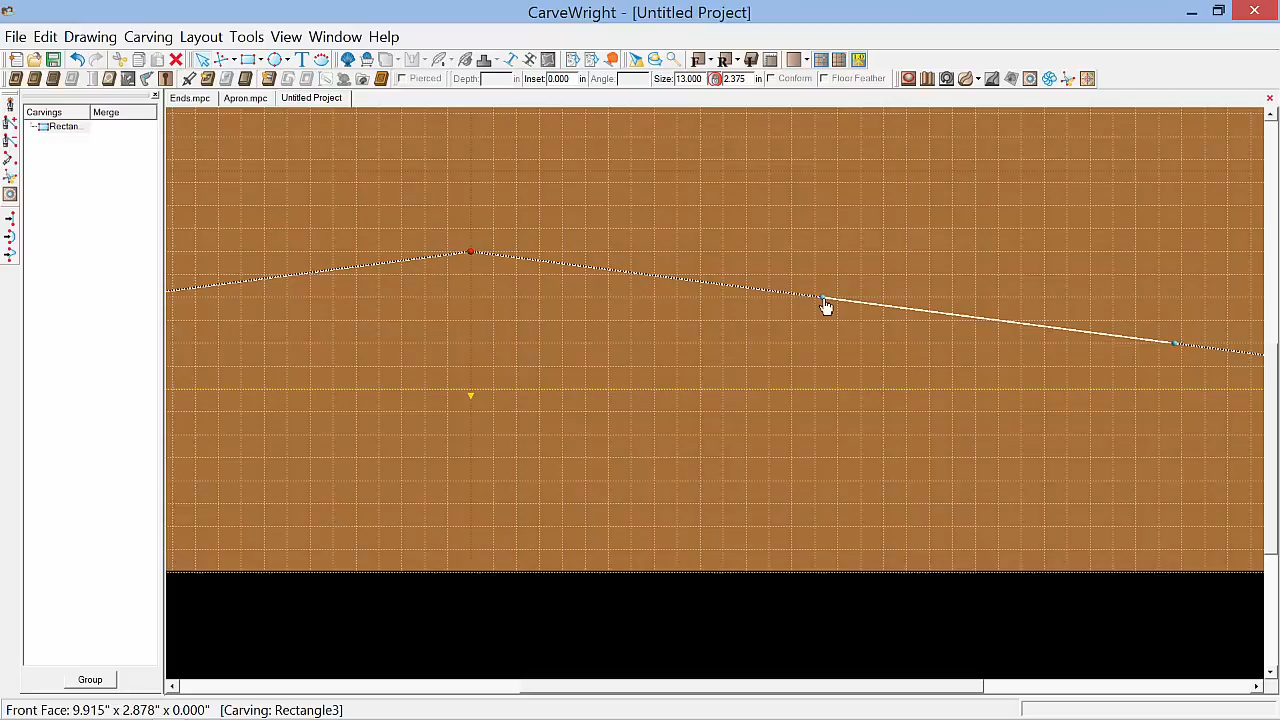 CarveWright - [Untitled Project]
File Edit Drawing Carving Layout Tools View Window Help
Pierced Depth: in Inset: 0.000 in Angle: Size: 13.000 2.375 in Conform Floor Feather
Ends.mpc Apron.mpc Untitled Project
Carvings Merge
Rectan...
Group
Front Face: 9.915" x 2.878" x 0.000" [Carving: Rectangle3]